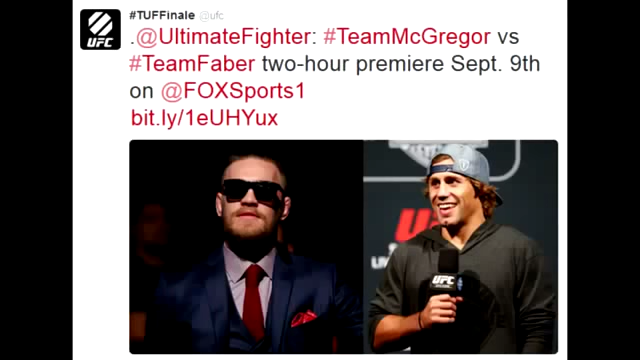 #TUFFinale @ufc
UFC
.@UltimateFighter: #TeamMcGregor vs
#TeamFaber two-hour premiere Sept. 9th
on @FOXSports1
bit.ly/1eUHYux
UFC